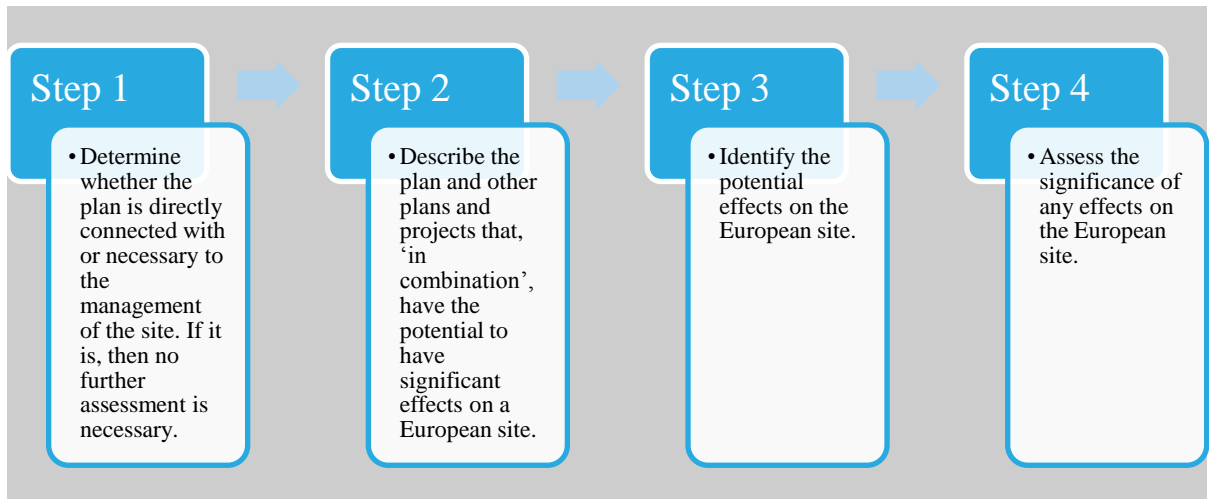 Step 1
• Determine
whether the
plan is directly
connected with
or necessary to
the
management
of the site. If it
is, then no
further
assessment is
necessary.
Step 2
• Describe the
plan and other
plans and
projects that,
‘in
combination’,
have the
potential to
have
significant
effects on a
European site.
Step 3
• Identify the
potential
effects on the
European site.
Step 4
• Assess the
significance of
any effects on
the European
site.